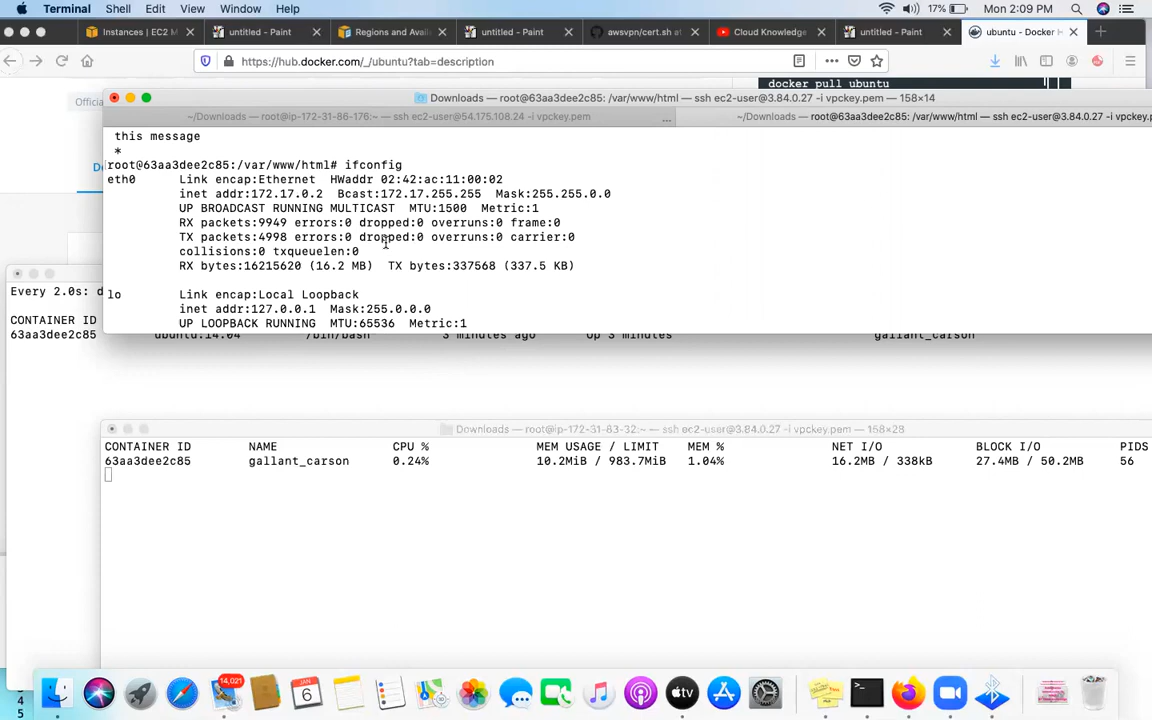 Shell Edit View Window Help 17% Mon 2:09 PM
Terminal
Instances | EC2 M
untitled - Paint
Regions and Avail
untitled - Paint
awsvpn/cert.sh at
Cloud Knowledge
untitled - Paint
ubuntu - Docker H
https://hub.docker.com/_/ubuntu?tab=description
docker pull ubuntu
Officia
Downloads — root@63aa3dee2c85: /var/www/html — ssh ec2-user@3.84.0.27 -i vpckey.pem — 158×14
~/Downloads — root@ip-172-31-86-176:~ — ssh ec2-user@54.175.108.24 -i vpckey.pem ...
~/Downloads — root@63aa3dee2c85: /var/www/html — ssh ec2-user@3.84.0.27 -i vpckey.pe
this message
*
root@63aa3dee2c85:/var/www/html# ifconfig
eth0 Link encap:Ethernet HWaddr 02:42:ac:11:00:02
inet addr:172.17.0.2 Bcast:172.17.255.255 Mask:255.255.0.0
UP BROADCAST RUNNING MULTICAST MTU:1500 Metric:1
RX packets:9949 errors:0 dropped:0 overruns:0 frame:0
TX packets:4998 errors:0 dropped:0 overruns:0 carrier:0
collisions:0 txqueuelen:0
RX bytes:16215620 (16.2 MB) TX bytes:337568 (337.5 KB)
lo Link encap:Local Loopback
inet addr:127.0.0.1 Mask:255.0.0.0
UP LOOPBACK RUNNING MTU:65536 Metric:1
Every 2.0s: d
CONTAINER ID
63aa3dee2c85 ubuntu:14.04 "/bin/bash" 3 minutes ago Up 3 minutes gallant_carson
Downloads — root@ip-172-31-83-32:~ — ssh ec2-user@3.84.0.27 -i vpckey.pem — 158×28
CONTAINER ID NAME CPU % MEM USAGE / LIMIT MEM % NET I/O BLOCK I/O PIDS
63aa3dee2c85 gallant_carson 0.24% 10.2MiB / 983.7MiB 1.04% 16.2MB / 338kB 27.4MB / 50.2MB 56
14,021
JAN
6
tv
4
5